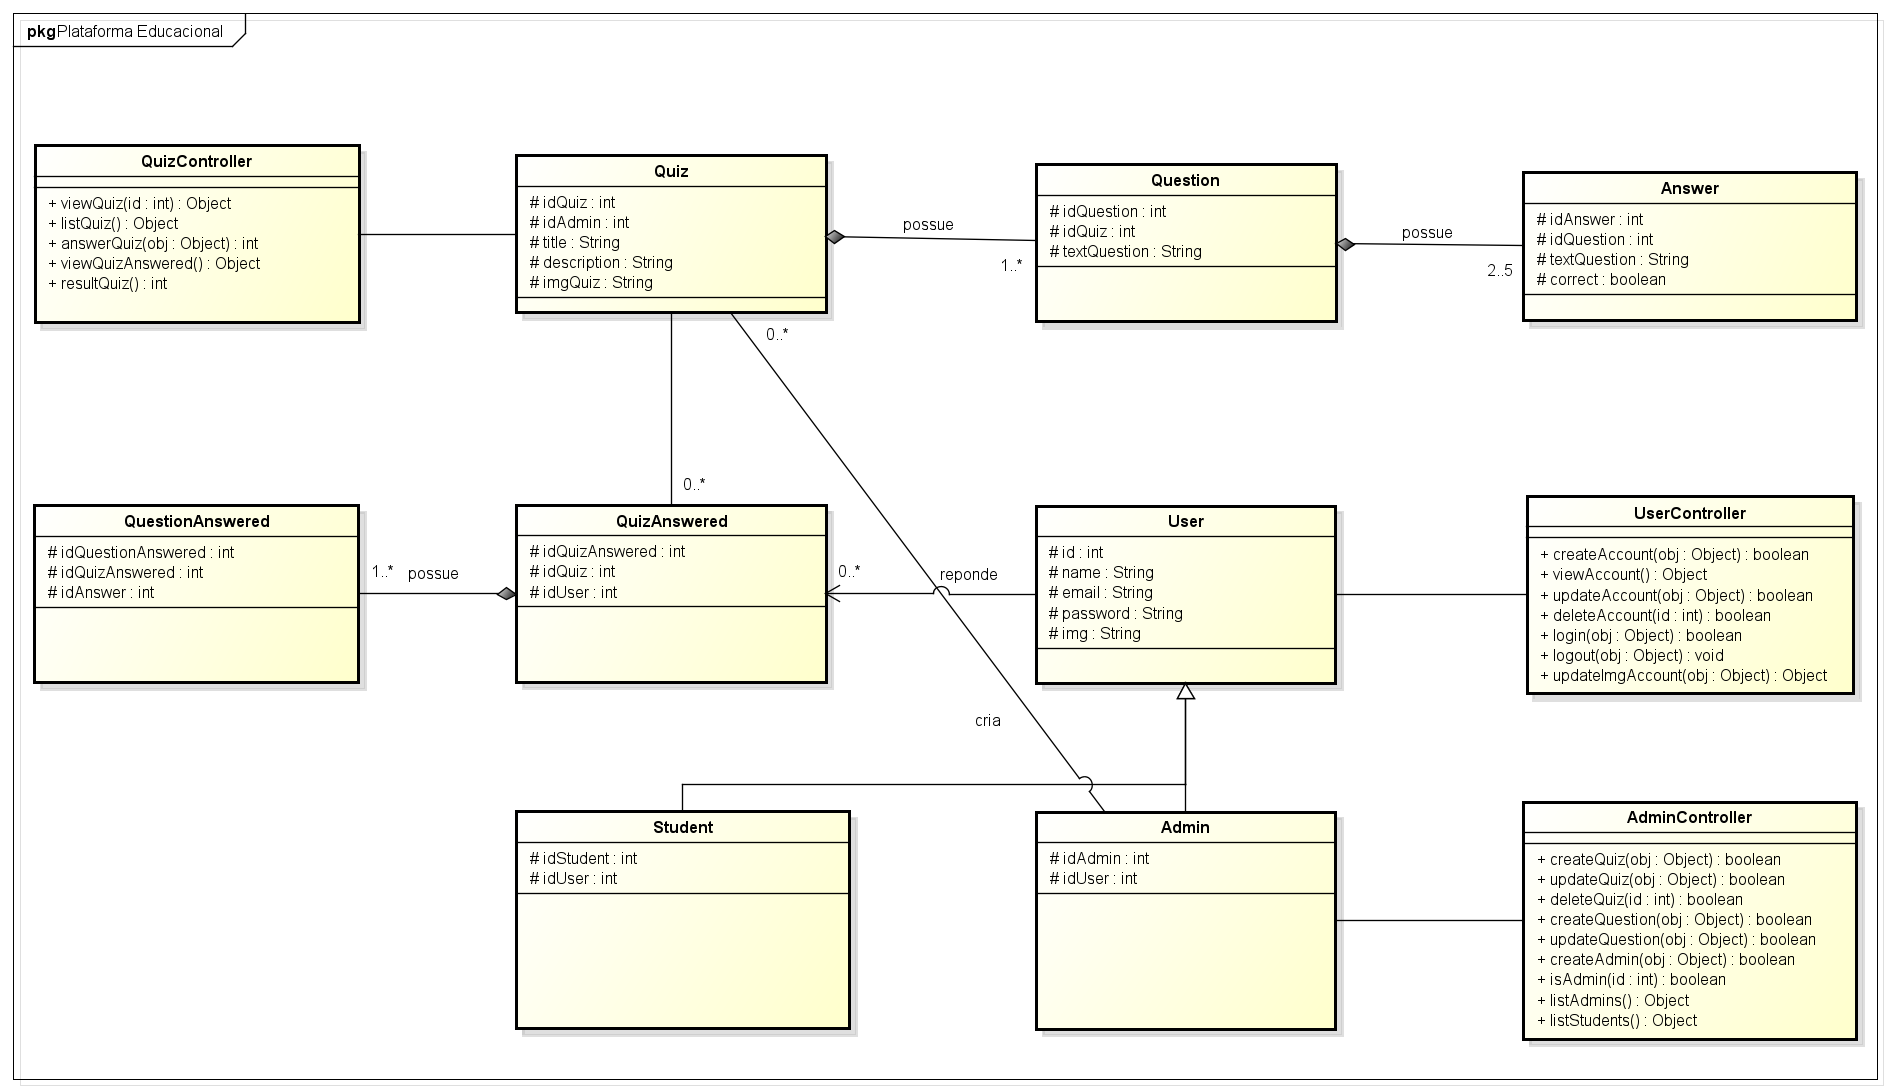 pkg Plataforma Educacional
QuizController
+ viewQuiz(id : int) : Object
+ listQuiz() : Object
+ answerQuiz(obj : Object) : int
+ viewQuizAnswered() : Object
+ resultQuiz() : int
Quiz
# idQuiz : int
# idAdmin : int
# title : String
# description : String
# imgQuiz : String
possue
1..*
Question
# idQuestion : int
# idQuiz : int
# textQuestion : String
possue
2..5
Answer
# idAnswer : int
# idQuestion : int
# textQuestion : String
# correct : boolean
0..*
0..*
QuestionAnswered
# idQuestionAnswered : int
# idQuizAnswered : int
# idAnswer : int
1..*
possue
QuizAnswered
# idQuizAnswered : int
# idQuiz : int
# idUser : int
0..*
reponde
User
# id : int
# name : String
# email : String
# password : String
# img : String
UserController
+ createAccount(obj : Object) : boolean
+ viewAccount() : Object
+ updateAccount(obj : Object) : boolean
+ deleteAccount(id : int) : boolean
+ login(obj : Object) : boolean
+ logout(obj : Object) : void
+ updateImgAccount(obj : Object) : Object
cria
Student
# idStudent : int
# idUser : int
Admin
# idAdmin : int
# idUser : int
AdminController
+ createQuiz(obj : Object) : boolean
+ updateQuiz(obj : Object) : boolean
+ deleteQuiz(id : int) : boolean
+ createQuestion(obj : Object) : boolean
+ updateQuestion(obj : Object) : boolean
+ createAdmin(obj : Object) : boolean
+ isAdmin(id : int) : boolean
+ listAdmins() : Object
+ listStudents() : Object